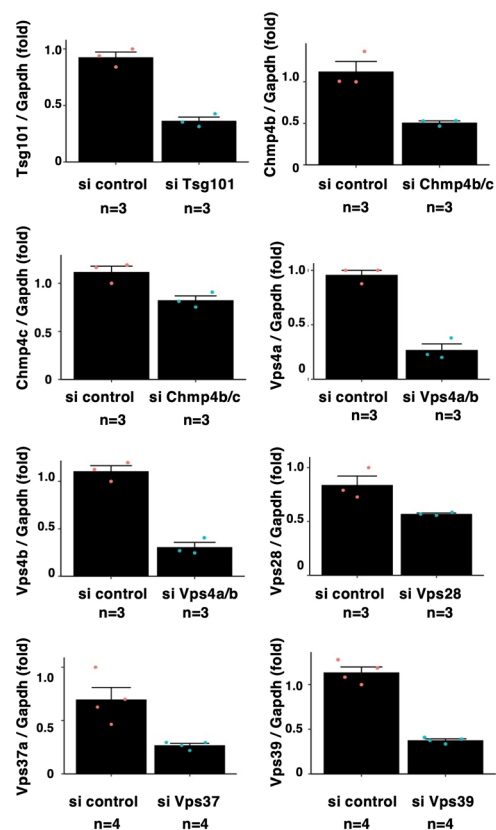 Tsg101 / Gapdh (fold)
1.0
0.5
0
si control
si Tsg101
n=3
n=3
Chmp4b / Gapdh (fold)
1.0
0.5
0
si control
si Chmp4b/c
n=3
n=3
Chmp4c / Gapdh (fold)
1.0
0.5
0
si control
si Chmp4b/c
n=3
n=3
Vps4a / Gapdh (fold)
1.0
0.5
0
si control
si Vps4a/b
n=3
n=3
Vps4b / Gapdh (fold)
1.0
0.5
0
si control
si Vps4a/b
n=3
n=3
Vps28 / Gapdh (fold)
1.0
0.5
0
si control
si Vps28
n=3
n=3
Vps37a / Gapdh (fold)
1.0
0.5
0
si control
si Vps37
n=4
n=4
Vps39 / Gapdh (fold)
1.0
0.5
0
si control
si Vps39
n=4
n=4